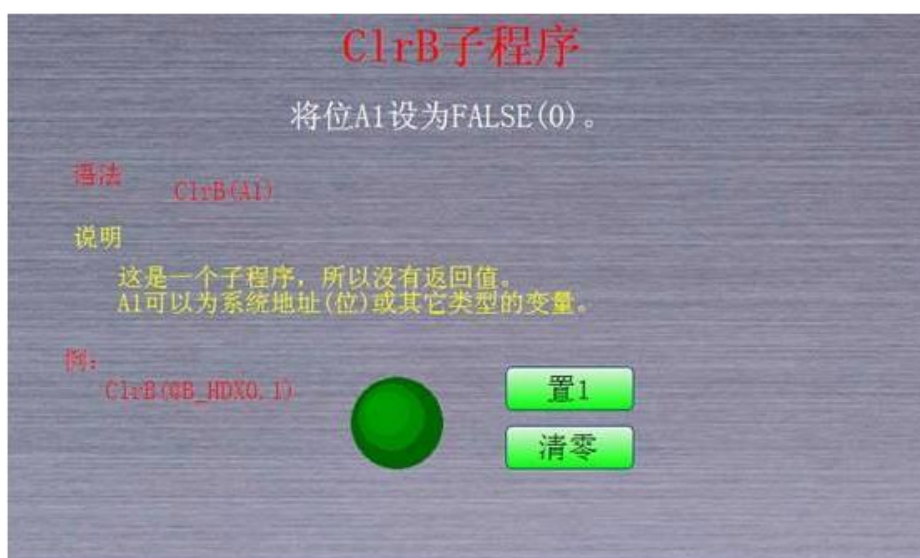 ClrB子程序
将位A1设为FALSE(0)。
语法
ClrB(A1)
说明
这是一个子程序，所以没有返回值。
A1可以为系统地址(位)或其它类型的变量。
例：
ClrB(@B_HDX0.1)
置1
清零